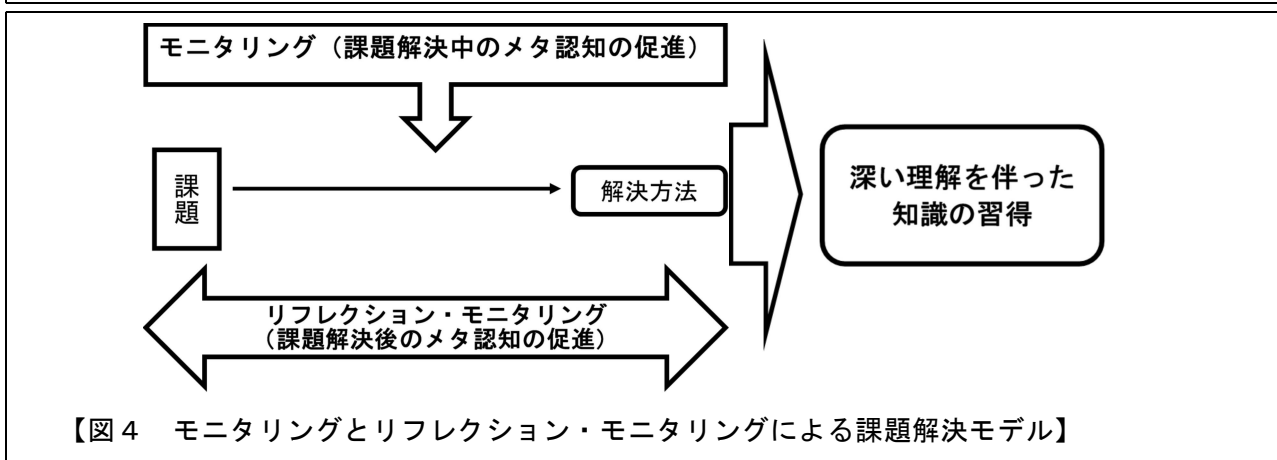 モニタリング（課題解決中のメタ認知の促進）
課題
解決方法
深い理解を伴った
知識の習得
リフレクション・モニタリング
（課題解決後のメタ認知の促進）
【図４　モニタリングとリフレクション・モニタリングによる課題解決モデル】